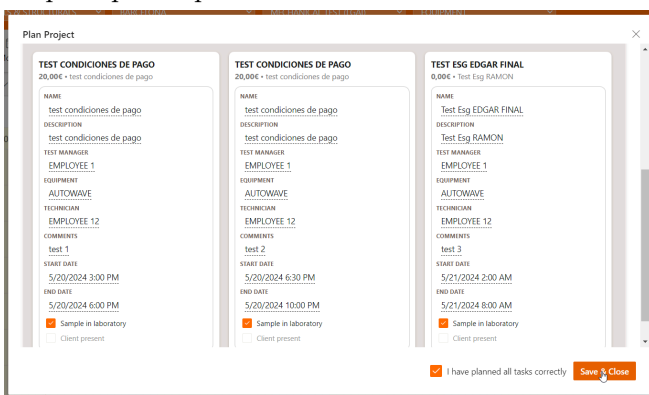 Plan Project
TEST CONDICIONES DE PAGO
20,00€ • test condiciones de pago
NAME
test condiciones de pago
DESCRIPTION
test condiciones de pago
TEST MANAGER
EMPLOYEE 1
EQUIPMENT
AUTOWAVE
TECHNICIAN
EMPLOYEE 12
COMMENTS
test 1
START DATE
5/20/2024 3:00 PM
END DATE
5/20/2024 6:00 PM
Sample in laboratory
Client present
TEST CONDICIONES DE PAGO
20,00€ • test condiciones de pago
NAME
test condiciones de pago
DESCRIPTION
test condiciones de pago
TEST MANAGER
EMPLOYEE 1
EQUIPMENT
AUTOWAVE
TECHNICIAN
EMPLOYEE 12
COMMENTS
test 2
START DATE
5/20/2024 6:30 PM
END DATE
5/20/2024 10:00 PM
Sample in laboratory
Client present
TEST ESG EDGAR FINAL
0,00€ • Test Esg RAMON
NAME
Test Esg EDGAR FINAL
DESCRIPTION
Test Esg RAMON
TEST MANAGER
EMPLOYEE 1
EQUIPMENT
AUTOWAVE
TECHNICIAN
EMPLOYEE 12
COMMENTS
test 3
START DATE
5/21/2024 2:00 AM
END DATE
5/21/2024 8:00 AM
Sample in laboratory
Client present
I have planned all tasks correctly
Save & Close